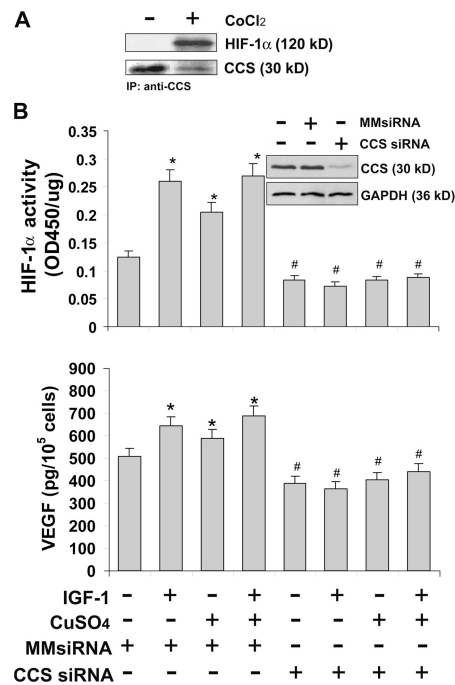 A
− + CoCl2
HIF-1α (120 kD)
CCS (30 kD)
IP: anti-CCS
B
− + − MMsiRNA
− − + CCS siRNA
CCS (30 kD)
GAPDH (36 kD)
HIF-1α activity
(OD450/ug)
0.35
0.3
0.25
0.2
0.15
0.1
0.05
0
* * *
# # # #
VEGF (pg/10⁵ cells)
900
800
700
600
500
400
300
200
100
0
* * *
# # # #
IGF-1 − + − + − + − +
CuSO4 − − + + − − + +
MMsiRNA + + + + − − − −
CCS siRNA − − − − + + + +